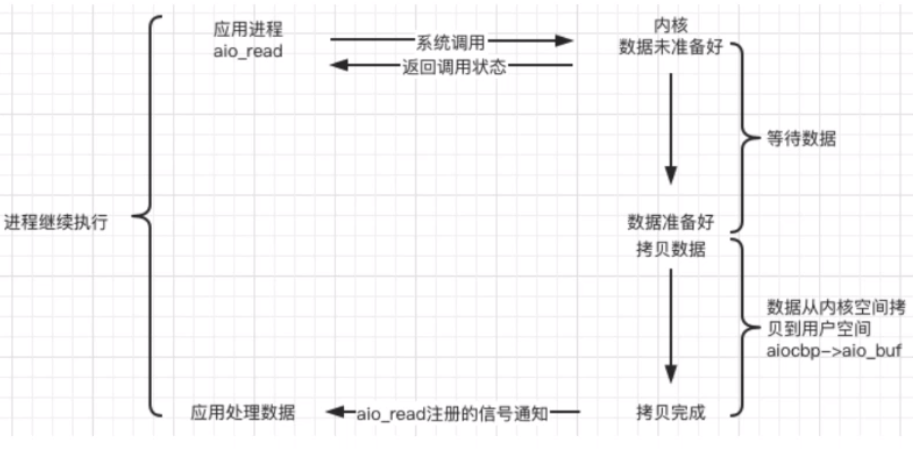 应用进程
aio_read
系统调用
返回调用状态
内核
数据未准备好
等待数据
进程继续执行
数据准备好
拷贝数据
数据从内核空间拷
贝到用户空间
aiocbp->aio_buf
应用处理数据
aio_read注册的信号通知
拷贝完成